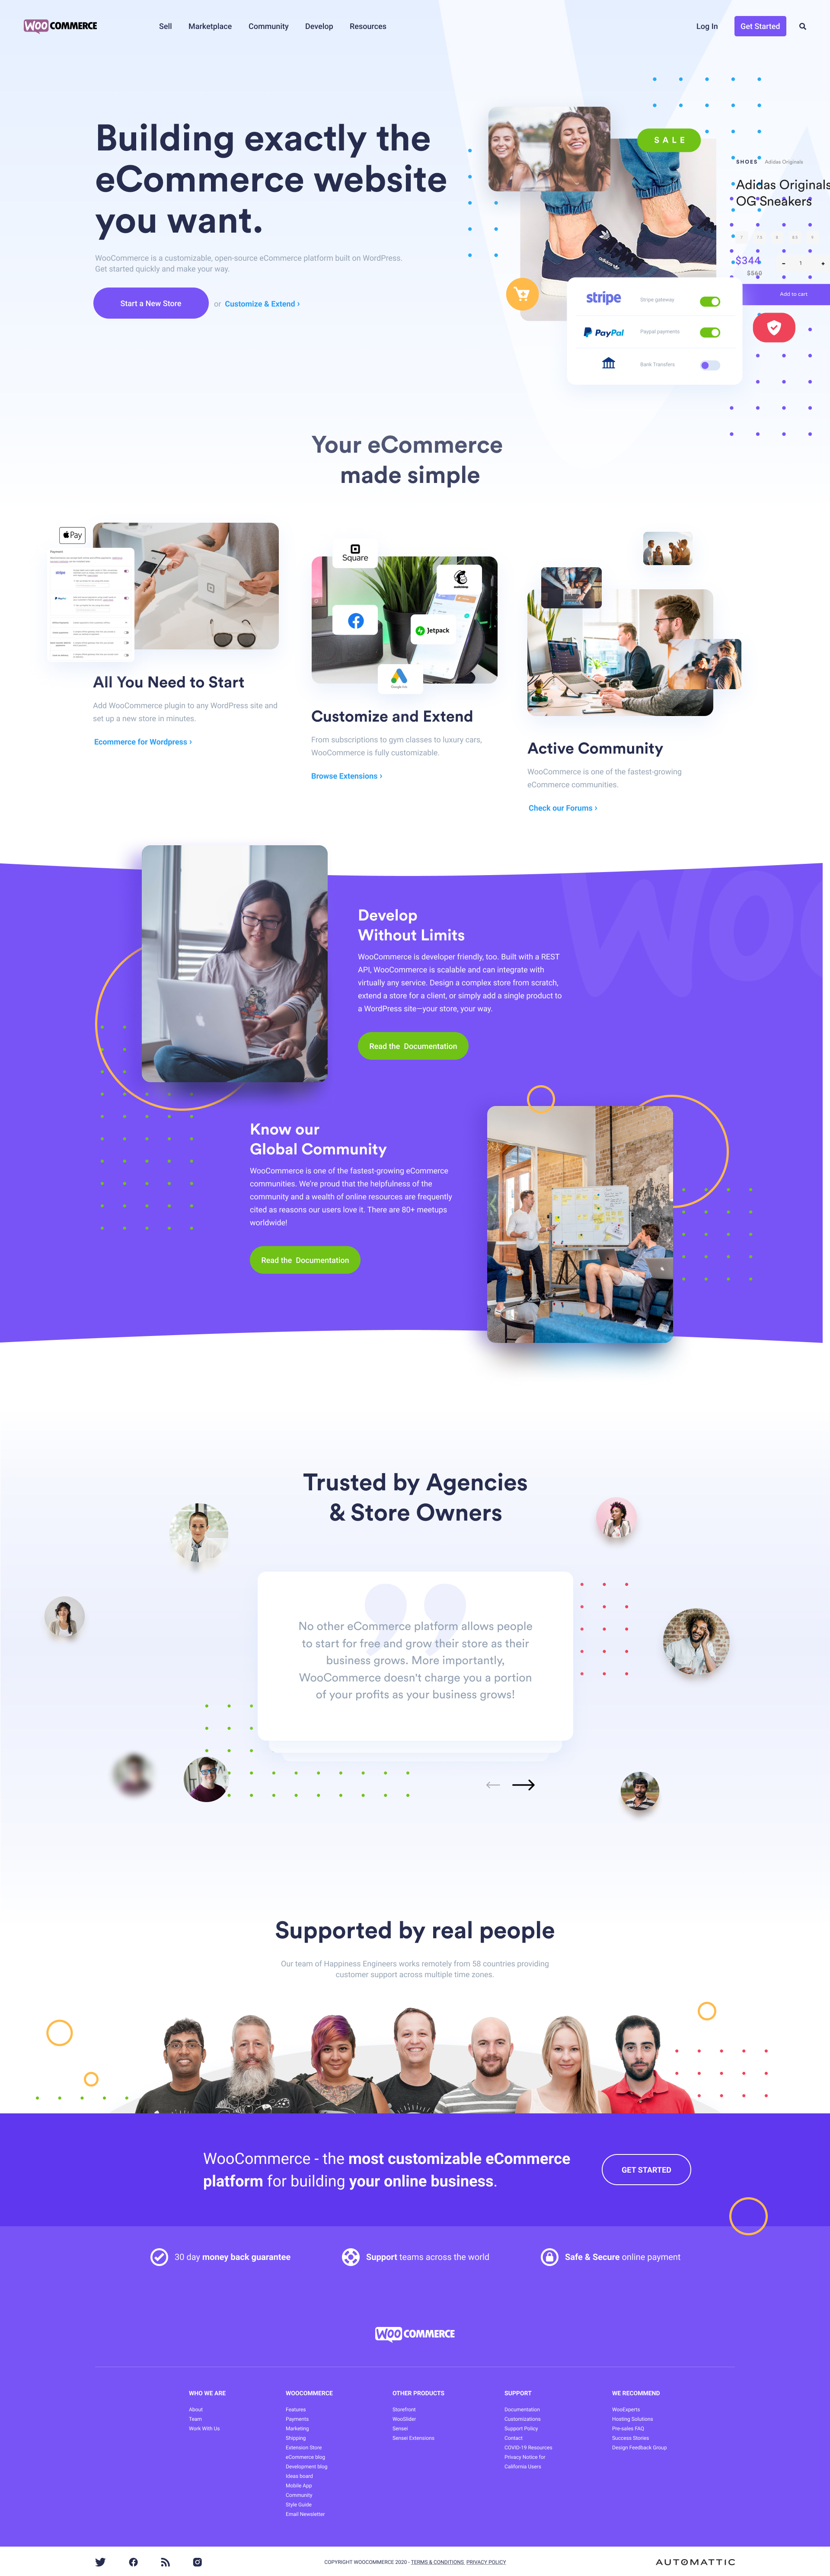 WOO COMMERCE
Sell Marketplace Community Develop Resources
Log In
Get Started
Building exactly the
eCommerce website
you want.
WooCommerce is a customizable, open-source eCommerce platform built on WordPress.
Get started quickly and make your way.
Start a New Store
or Customize & Extend ›
SALE
SHOES Adidas Originals
Adidas Originals
OG Sneakers
$344
$560
- 1 +
Add to cart
stripe Stripe gateway
PayPal Paypal payments
Bank Transfers
Your eCommerce
made simple
Pay
Square
Jetpack
All You Need to Start
Add WooCommerce plugin to any WordPress site and
set up a new store in minutes.
Ecommerce for Wordpress ›
Customize and Extend
From subscriptions to gym classes to luxury cars,
WooCommerce is fully customizable.
Browse Extensions ›
Active Community
WooCommerce is one of the fastest-growing
eCommerce communities.
Check our Forums ›
Woo
Develop
Without Limits
WooCommerce is developer friendly, too. Built with a REST
API, WooCommerce is scalable and can integrate with
virtually any service. Design a complex store from scratch,
extend a store for a client, or simply add a single product to
a WordPress site—your store, your way.
Read the Documentation
Know our
Global Community
WooCommerce is one of the fastest-growing eCommerce
communities. We're proud that the helpfulness of the
community and a wealth of online resources are frequently
cited as reasons our users love it. There are 80+ meetups
worldwide!
Read the Documentation
Trusted by Agencies
& Store Owners
No other eCommerce platform allows people
to start for free and grow their store as their
business grows. More importantly,
WooCommerce doesn't charge you a portion
of your profits as your business grows!
Supported by real people
Our team of Happiness Engineers works remotely from 58 countries providing
customer support across multiple time zones.
WooCommerce - the most customizable eCommerce
platform for building your online business.
GET STARTED
30 day money back guarantee
Support teams across the world
Safe & Secure online payment
WOO COMMERCE
WHO WE ARE
About
Team
Work With Us
WOOCOMMERCE
Features
Payments
Marketing
Shipping
Extension Store
eCommerce blog
Development blog
Ideas board
Mobile App
Community
Style Guide
Email Newsletter
OTHER PRODUCTS
Storefront
WooSlider
Sensei
Sensei Extensions
SUPPORT
Documentation
Customizations
Support Policy
Contact
COVID-19 Resources
Privacy Notice for
California Users
WE RECOMMEND
WooExperts
Hosting Solutions
Pre-sales FAQ
Success Stories
Design Feedback Group
COPYRIGHT WOOCOMMERCE 2020 - TERMS & CONDITIONS PRIVACY POLICY
AUTOMATTIC